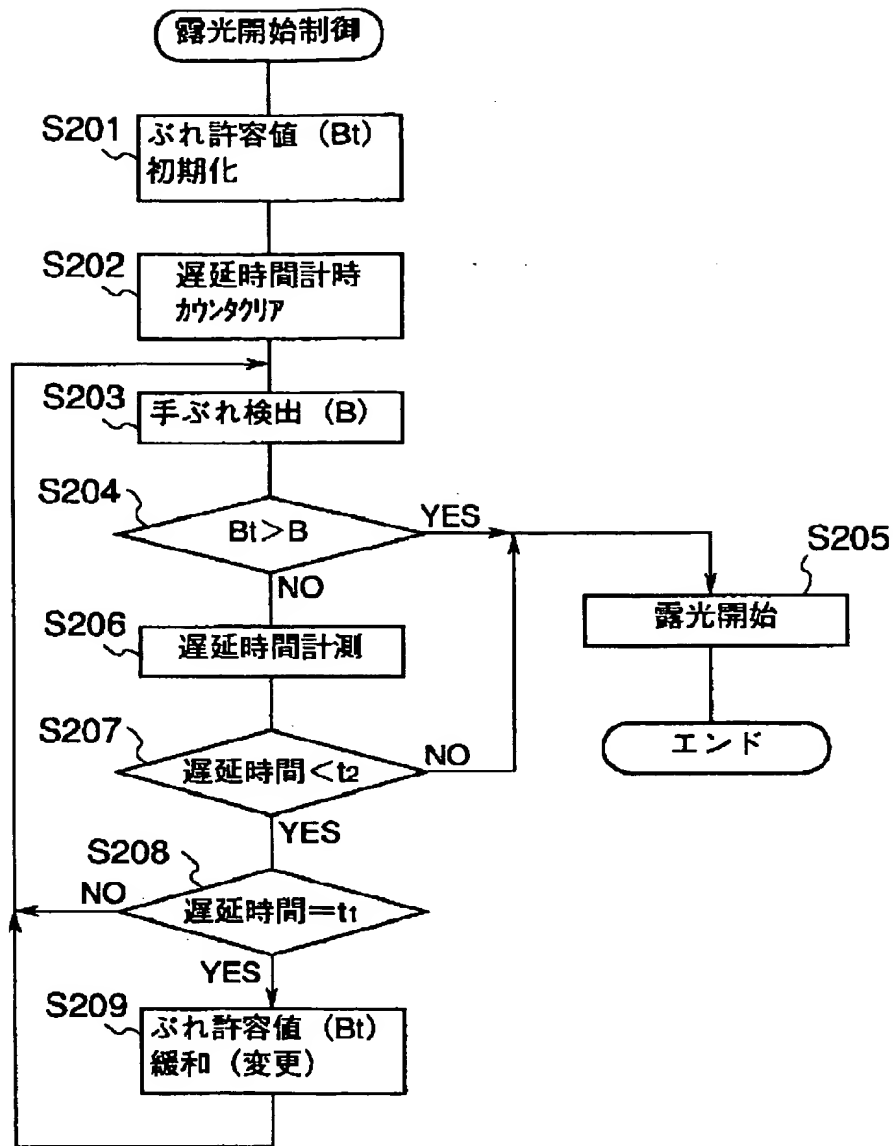 露光開始制御
S201
ぶれ許容値 (Bt)
初期化
S202
遅延時間計時
カウンタクリア
S203
手ぶれ検出 (B)
S204
Bt>B
YES
NO
S205
露光開始
エンド
S206
遅延時間計測
S207
遅延時間<t2
NO
YES
S208
遅延時間=t1
NO
YES
S209
ぶれ許容値 (Bt)
緩和 (変更)